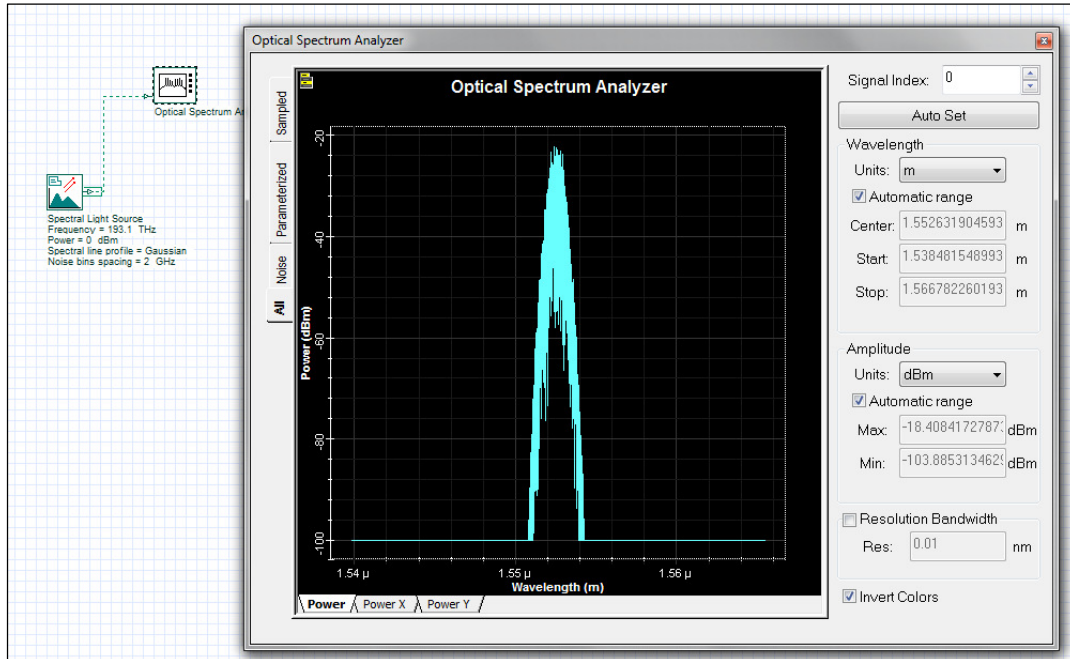 Optical Spectrum Analyzer
Optical Spectrum A
Spectral Light Source
Frequency = 193.1 THz
Power = 0 dBm
Spectral line profile = Gaussian
Noise bins spacing = 2 GHz
Sampled
Parameterized
Noise
All
Optical Spectrum Analyzer
Power (dBm)
-20
-40
-60
-80
-100
1.54 µ
1.55 µ
1.56 µ
Wavelength (m)
Power
Power X
Power Y
Signal Index: 0
Auto Set
Wavelength
Units: m
Automatic range
Center: 1.552631904593 m
Start: 1.538481548993 m
Stop: 1.566782260193 m
Amplitude
Units: dBm
Automatic range
Max: -18.4084172787 dBm
Min: -103.885313462 dBm
Resolution Bandwidth
Res: 0.01 nm
Invert Colors